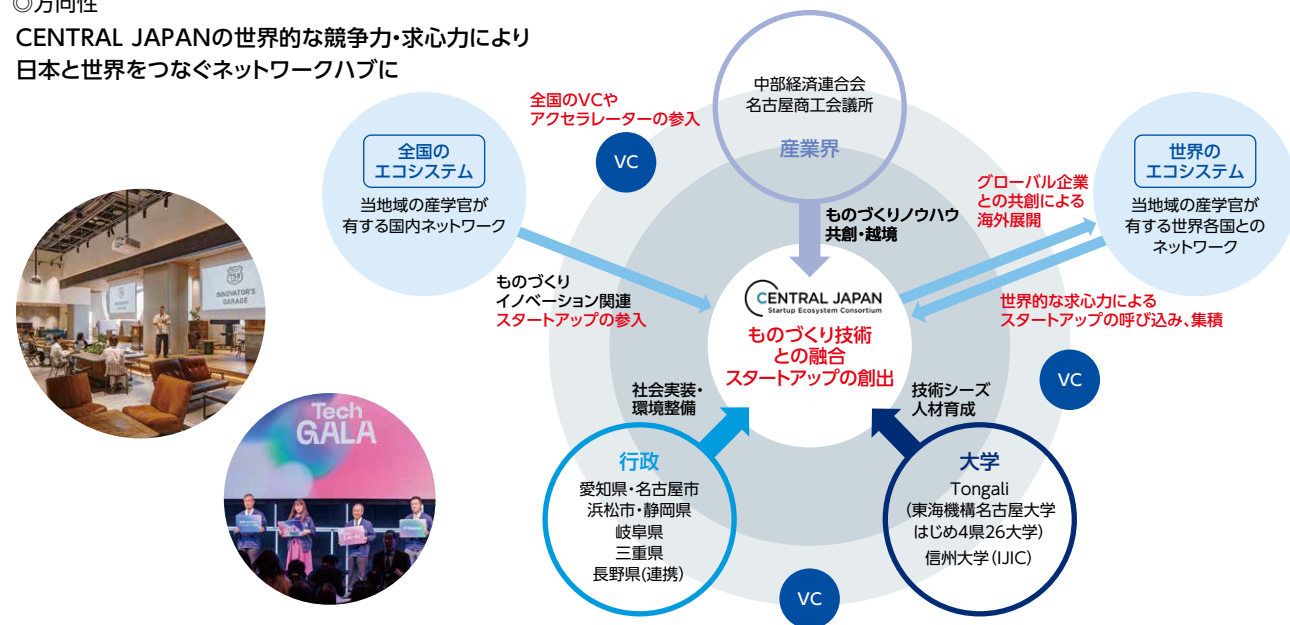 ◎方向性
CENTRAL JAPANの世界的な競争力・求心力により
日本と世界をつなぐネットワークハブに
中部経済連合会
名古屋商工会議所
産業界
全国のVCや
アクセラレーターの参入
VC
全国の
エコシステム
当地域の産学官が
有する国内ネットワーク
世界の
エコシステム
当地域の産学官が
有する世界各国との
ネットワーク
グローバル企業
との共創による
海外展開
ものづくりノウハウ
共創・越境
ものづくり
イノベーション関連
スタートアップの参入
CENTRAL JAPAN
Startup Ecosystem Consortium
ものづくり技術
との融合
スタートアップの創出
世界的な求心力による
スタートアップの呼び込み、集積
VC
INNOVATOR'S
GARAGE
社会実装・
環境整備
技術シーズ
人材育成
Tech
GALA
行政
愛知県・名古屋市
浜松市・静岡県
岐阜県
三重県
長野県(連携)
大学
Tongali
(東海機構名古屋大学
はじめ4県26大学)
信州大学(IJIC)
VC